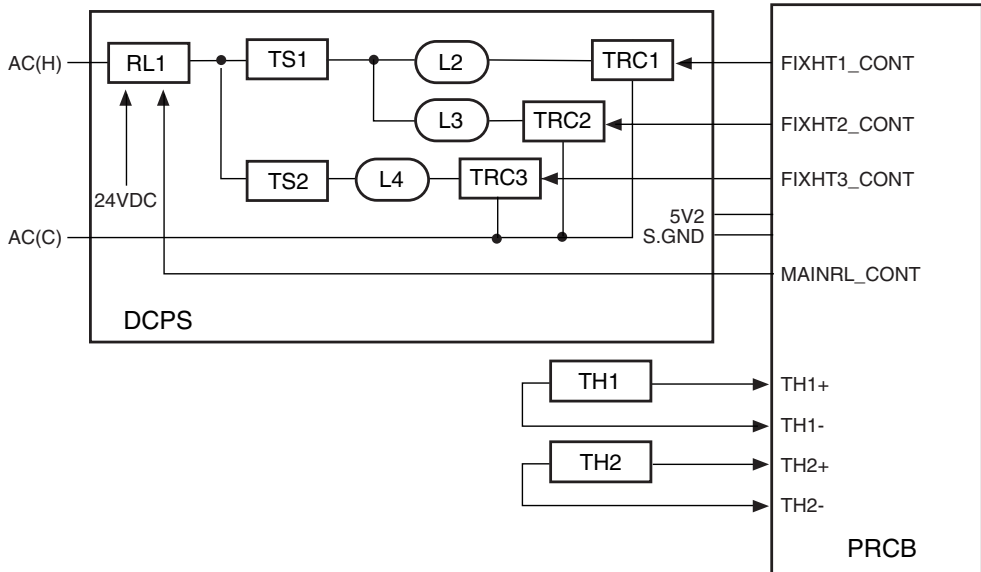 AC(H)
RL1
TS1
L2
TRC1
FIXHT1_CONT
L3
TRC2
FIXHT2_CONT
TS2
L4
TRC3
FIXHT3_CONT
24VDC
5V2
AC(C)
S.GND
MAINRL_CONT
DCPS
TH1
TH1+
TH1-
TH2
TH2+
TH2-
PRCB